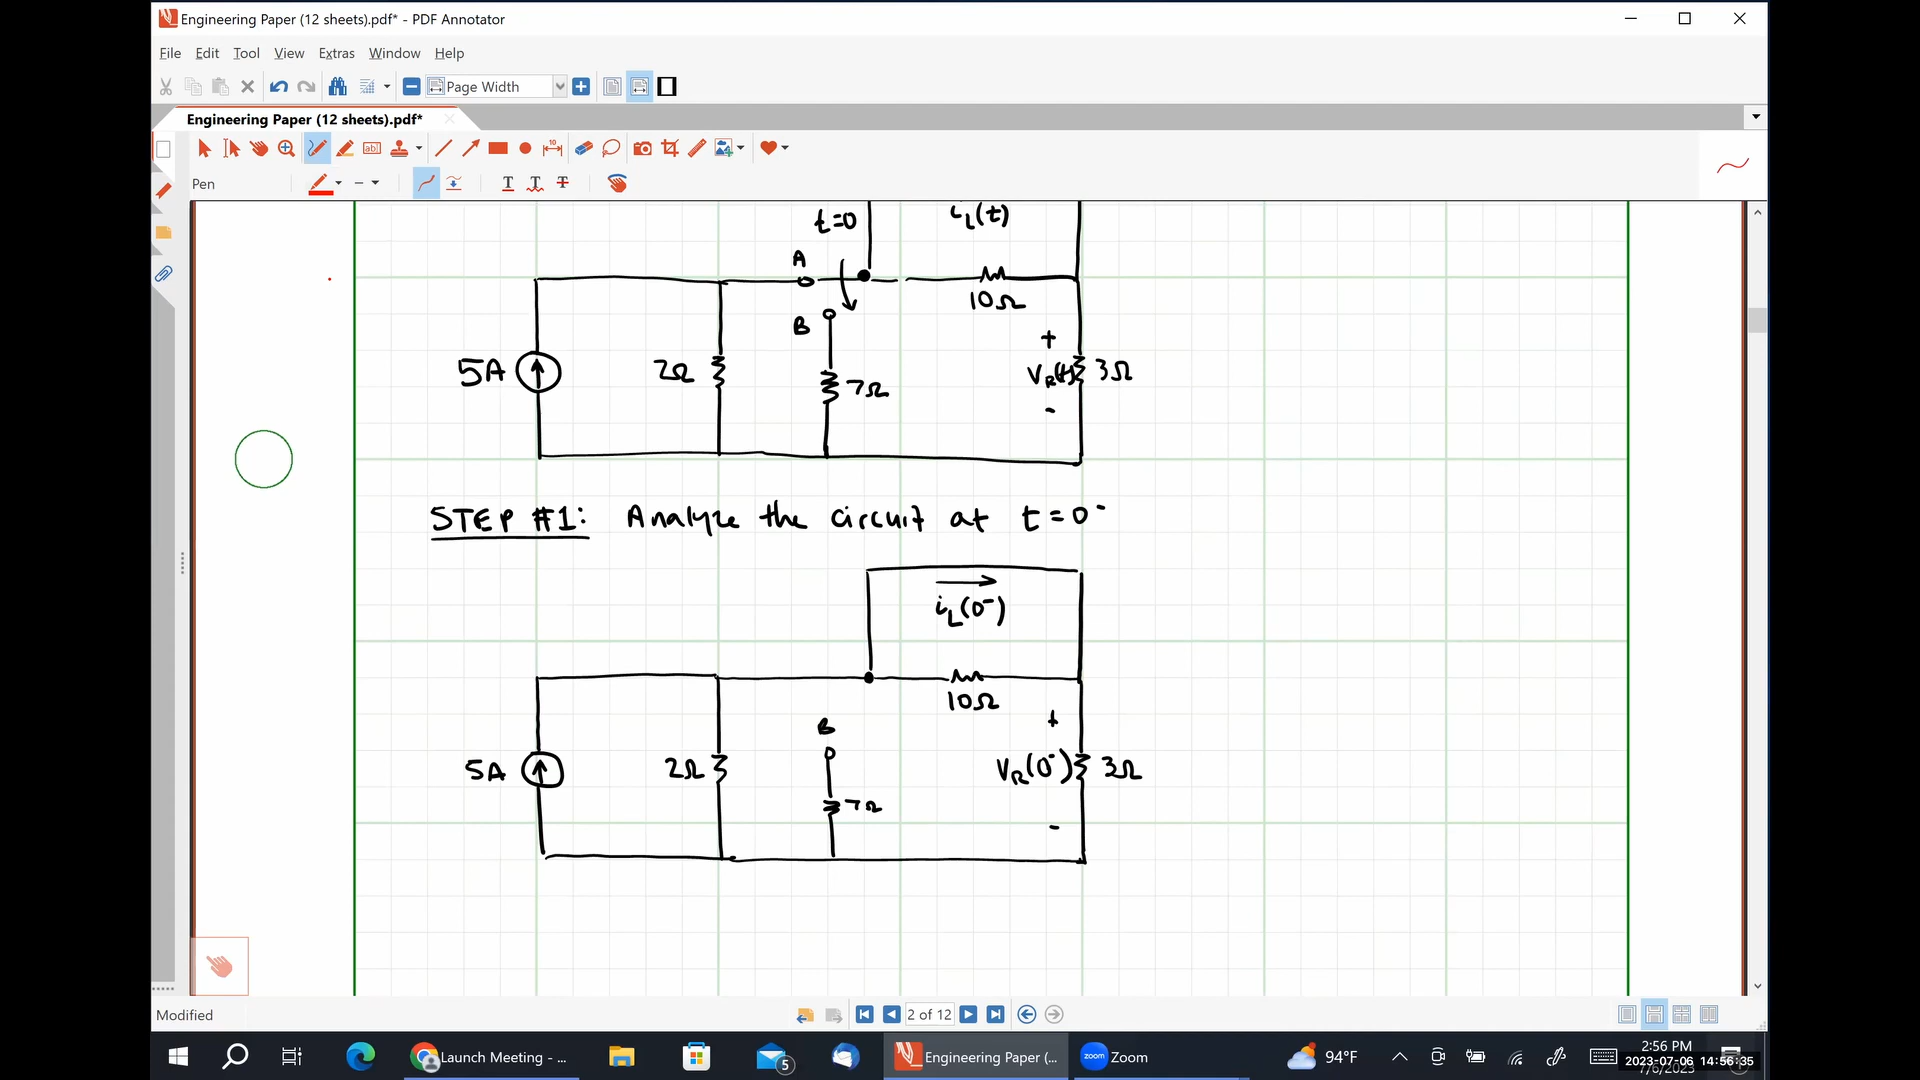 Engineering Paper (12 sheets).pdf* - PDF Annotator
File Edit Tool View Extras Window Help
Page Width
Engineering Paper (12 sheets).pdf*
Pen
t=0
iL(t)
A
10Ω
B
+
5A
2Ω
7Ω
VR(t)
3Ω
-
STEP #1: Analyze the circuit at t=0⁻
iL(0⁻)
10Ω
B
+
5A
2Ω
7Ω
VR(0⁻)
3Ω
-
Modified
2 of 12
Launch Meeting - ...
5
Engineering Paper (...
zoom
Zoom
94°F
2:56 PM
2023-07-06 14:56:35